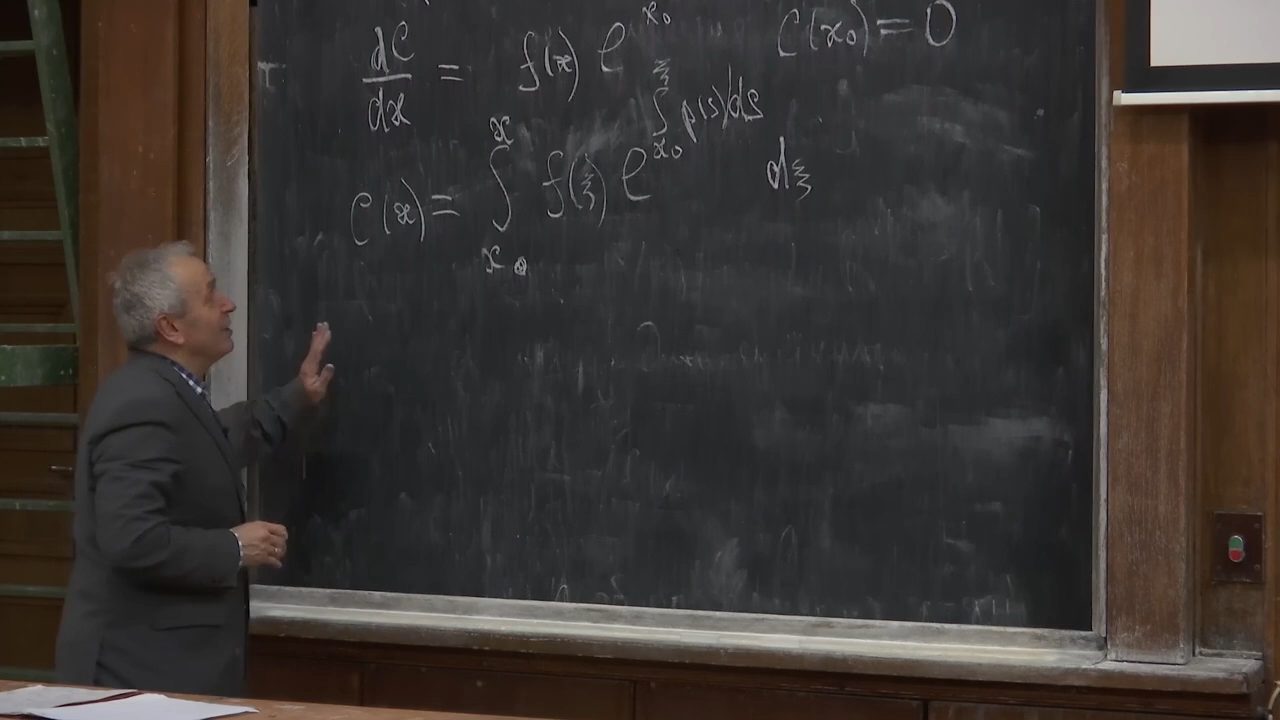 dC/dx = f(x) e^{x₀} C(x₀) = 0
C(x) = ∫_{x₀}^{x} f(ξ) e^{∫_{x₀}^{ξ} p(s)ds} dξ